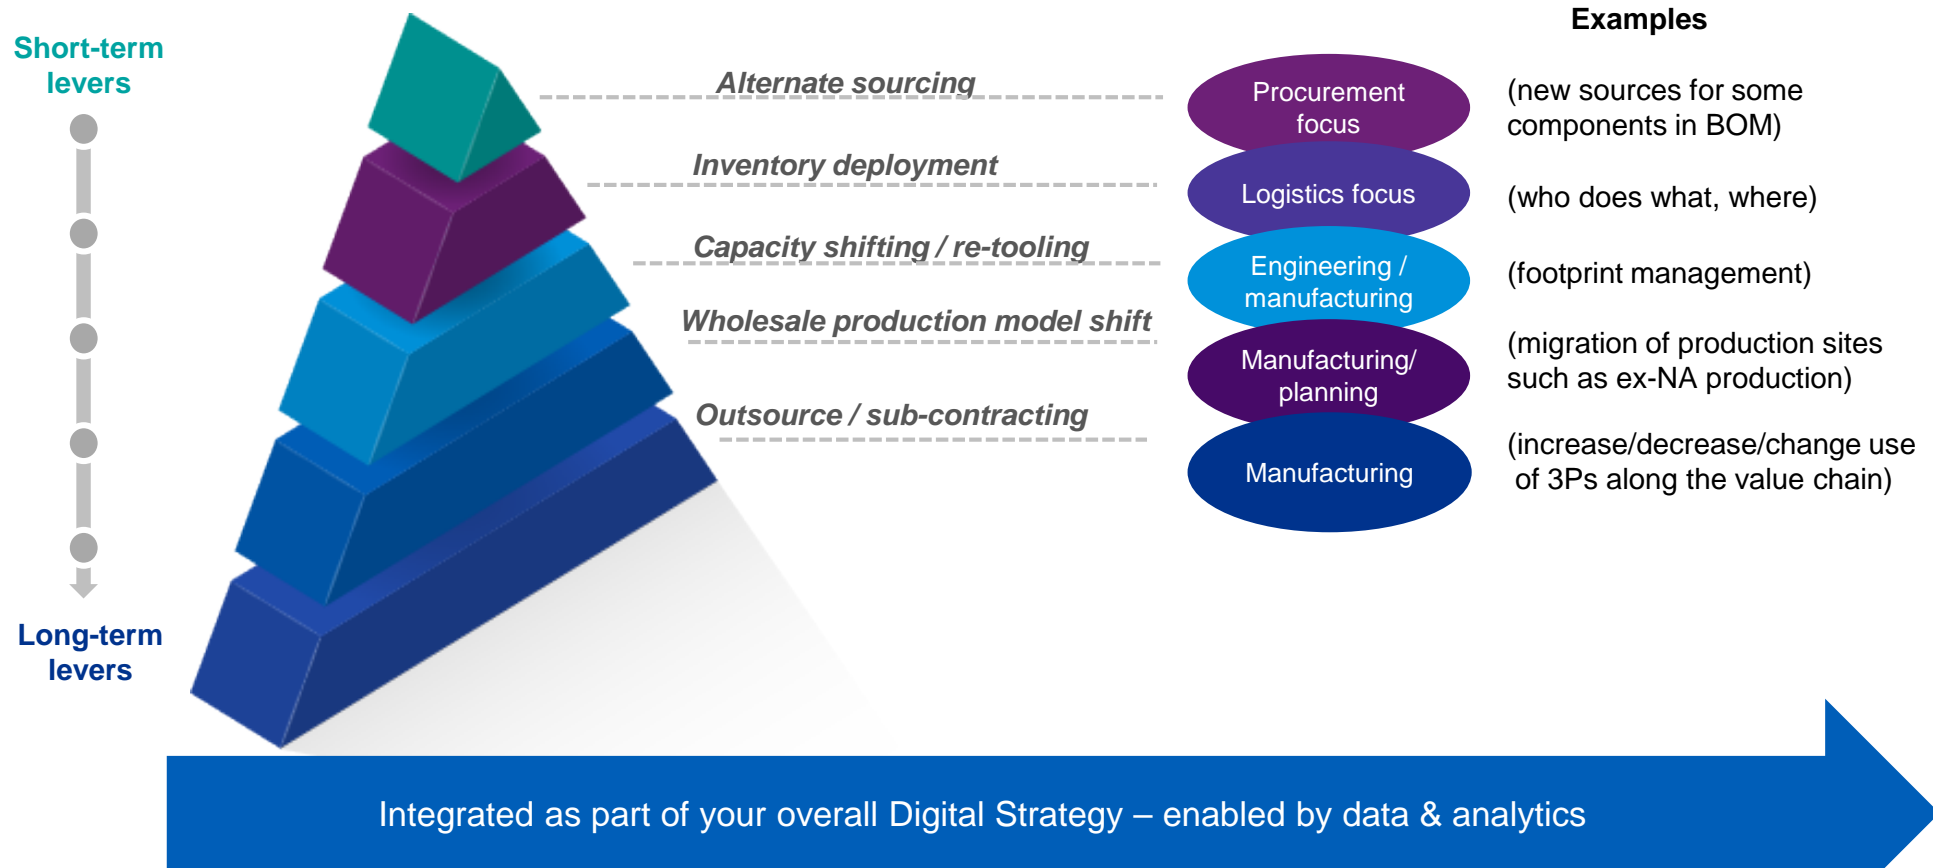 Examples
Short-term
levers
Alternate sourcing
Procurement
focus
(new sources for some
components in BOM)
Inventory deployment
Logistics focus
(who does what, where)
Capacity shifting / re-tooling
Engineering /
manufacturing
(footprint management)
Wholesale production model shift
Manufacturing/
planning
(migration of production sites
such as ex-NA production)
Outsource / sub-contracting
Manufacturing
(increase/decrease/change use
of 3Ps along the value chain)
Long-term
levers
Integrated as part of your overall Digital Strategy – enabled by data & analytics